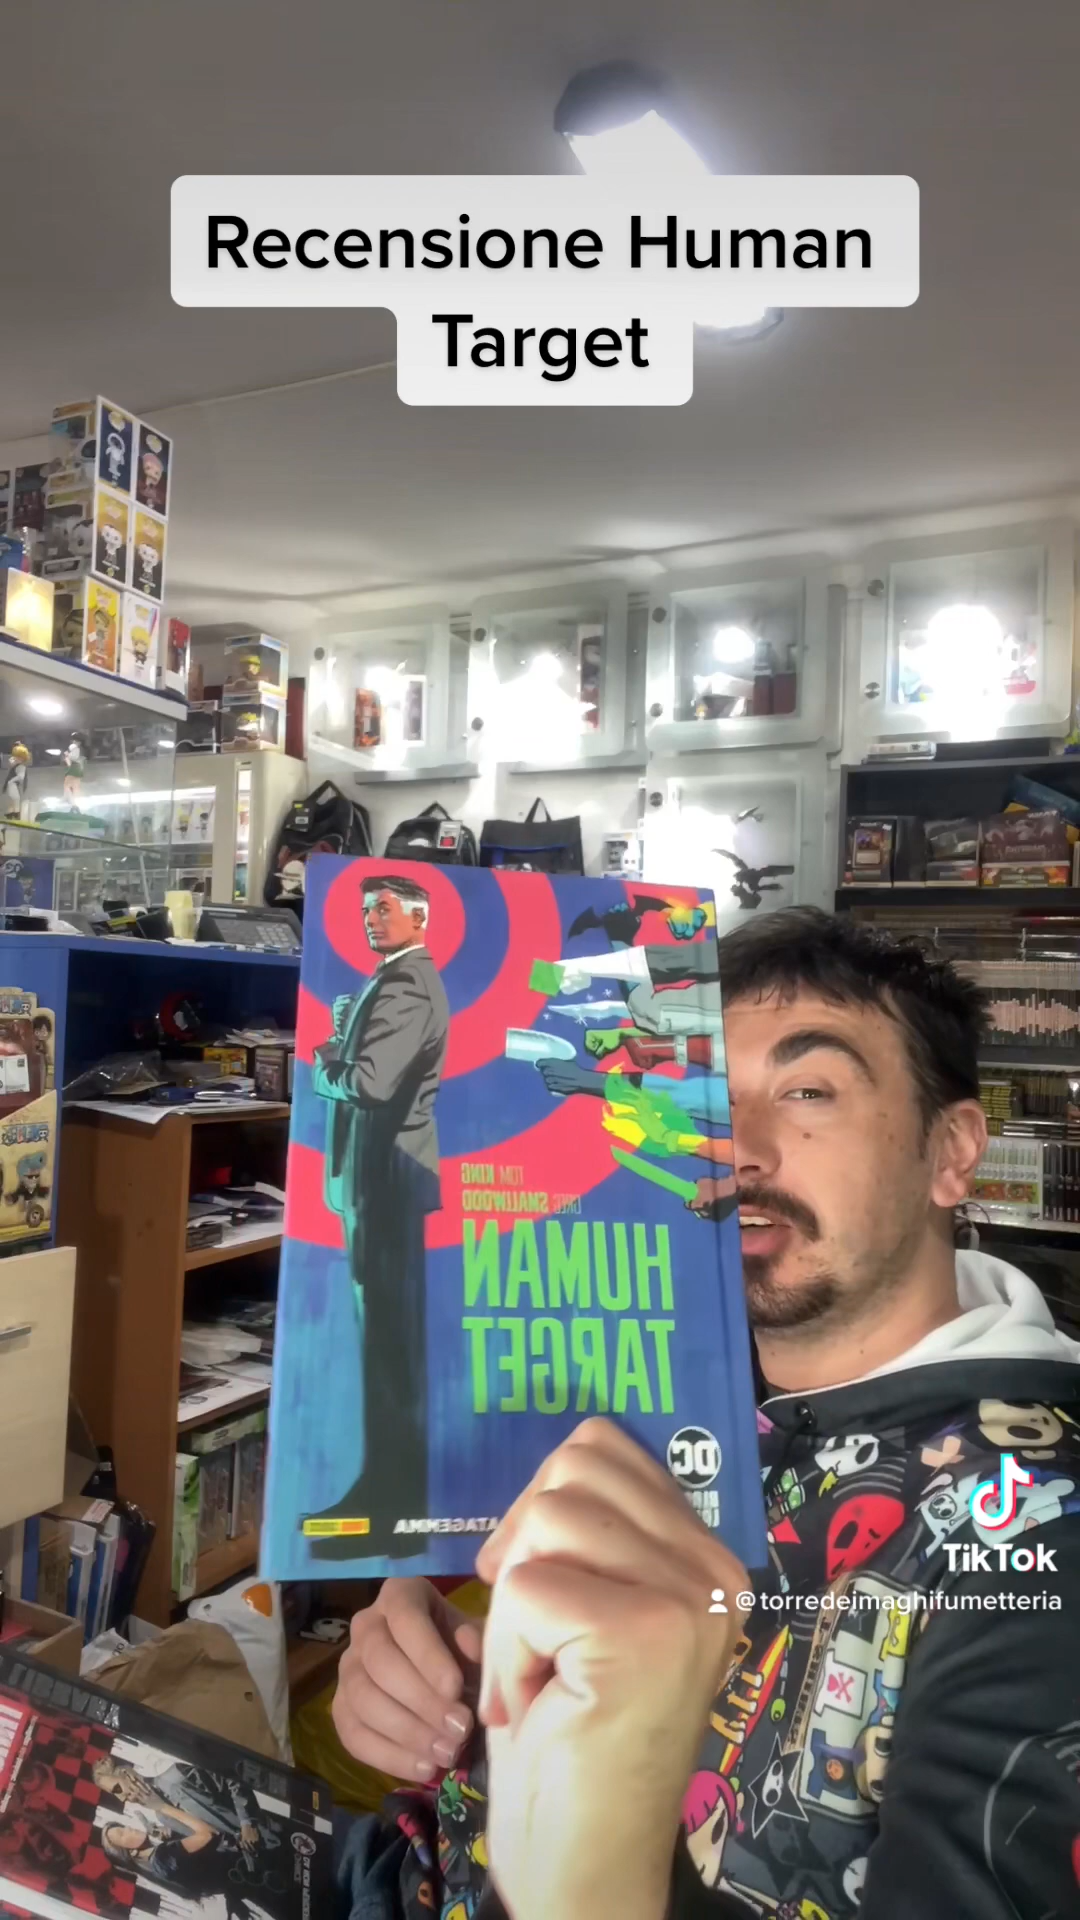 Recensione Human
Target
TOM KING
GREG SMALLWOOD
HUMAN
TARGET
DC
TikTok
@torredeimaghifumetteria